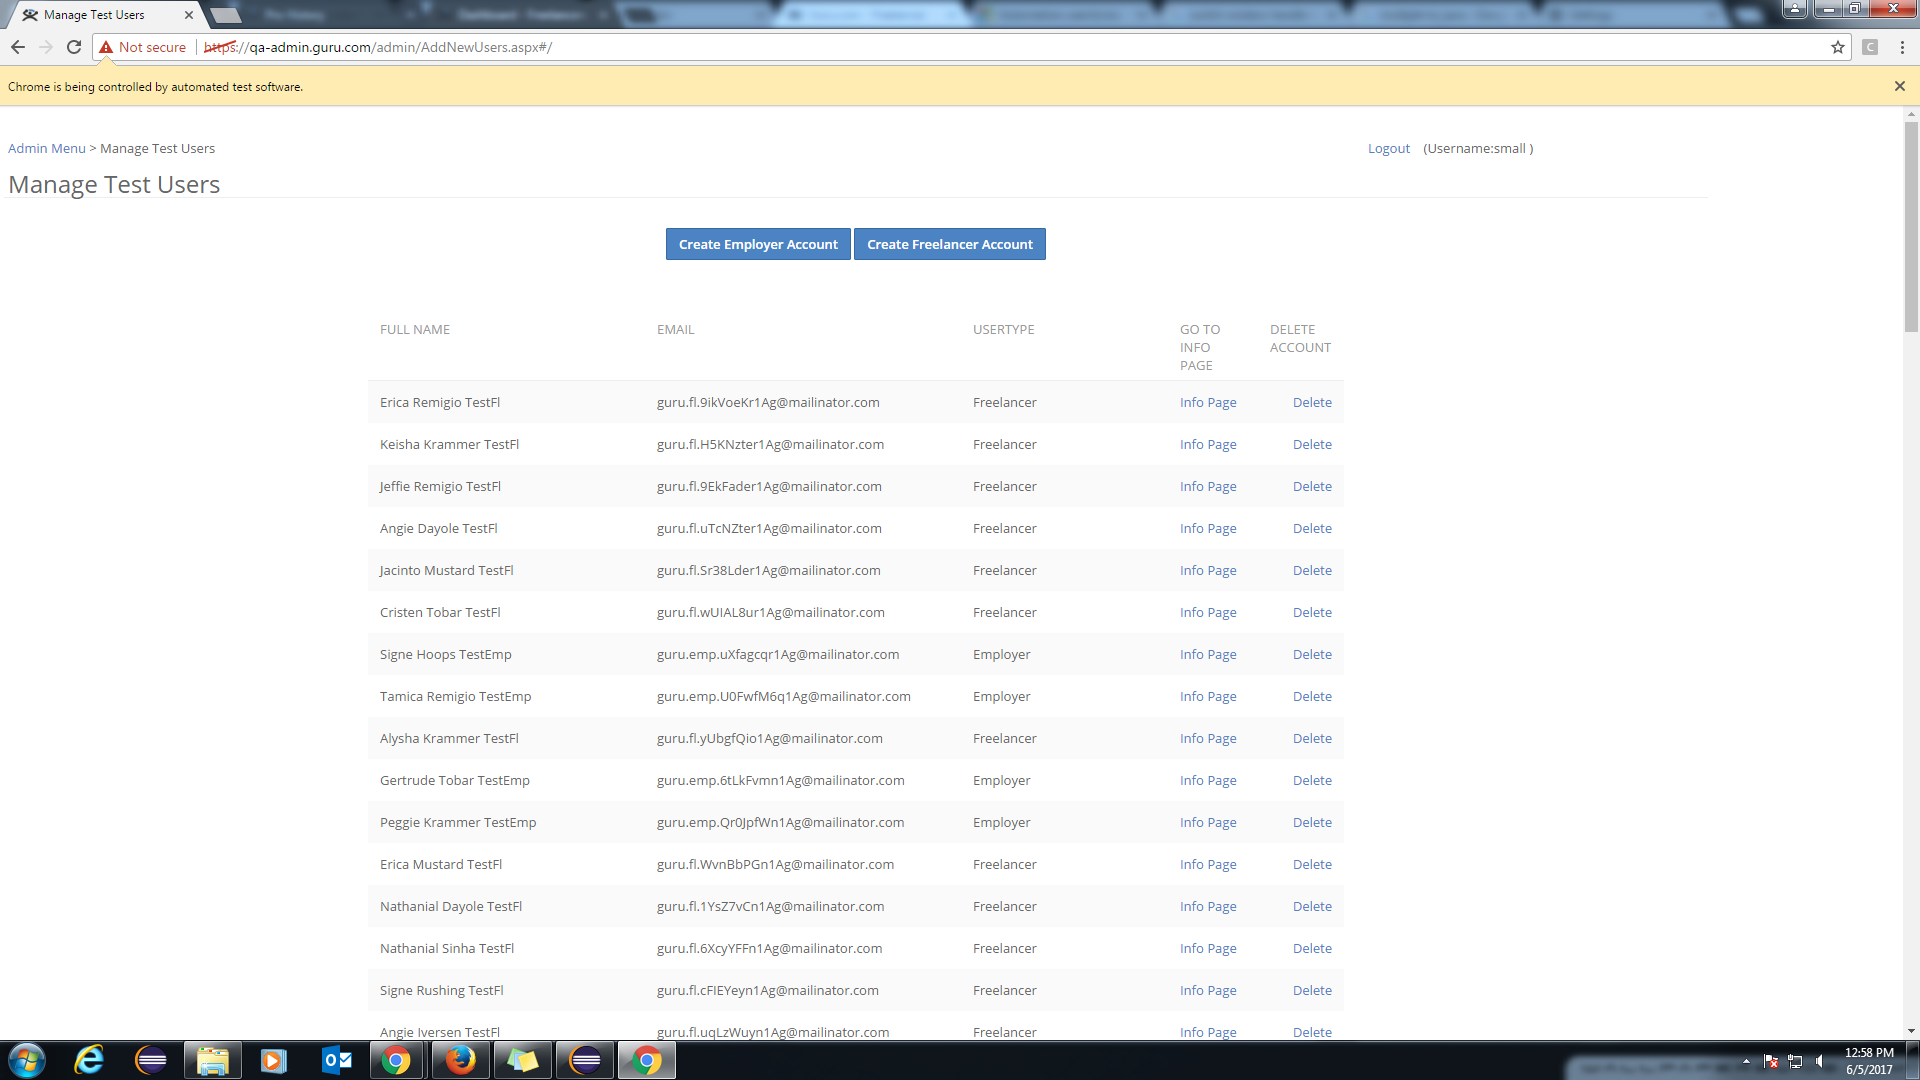 Manage Test Users
Not secure | https://qa-admin.guru.com/admin/AddNewUsers.aspx#/
Chrome is being controlled by automated test software.
Admin Menu > Manage Test Users
Logout (Username:small )
Manage Test Users
Create Employer Account Create Freelancer Account
FULL NAME EMAIL USERTYPE GO TO INFO PAGE DELETE ACCOUNT
Erica Remigio TestFl guru.fl.9ikVoeKr1Ag@mailinator.com Freelancer Info Page Delete
Keisha Krammer TestFl guru.fl.H5KNzter1Ag@mailinator.com Freelancer Info Page Delete
Jeffie Remigio TestFl guru.fl.9EkFader1Ag@mailinator.com Freelancer Info Page Delete
Angie Dayole TestFl guru.fl.uTcNZter1Ag@mailinator.com Freelancer Info Page Delete
Jacinto Mustard TestFl guru.fl.Sr38Lder1Ag@mailinator.com Freelancer Info Page Delete
Cristen Tobar TestFl guru.fl.wUIAL8ur1Ag@mailinator.com Freelancer Info Page Delete
Signe Hoops TestEmp guru.emp.uXfagcqr1Ag@mailinator.com Employer Info Page Delete
Tamica Remigio TestEmp guru.emp.U0FwfM6q1Ag@mailinator.com Employer Info Page Delete
Alysha Krammer TestFl guru.fl.yUbgfQio1Ag@mailinator.com Freelancer Info Page Delete
Gertrude Tobar TestEmp guru.emp.6tLkFvmn1Ag@mailinator.com Employer Info Page Delete
Peggie Krammer TestEmp guru.emp.Qr0JpfWn1Ag@mailinator.com Employer Info Page Delete
Erica Mustard TestFl guru.fl.WvnBbPGn1Ag@mailinator.com Freelancer Info Page Delete
Nathanial Dayole TestFl guru.fl.1YsZ7vCn1Ag@mailinator.com Freelancer Info Page Delete
Nathanial Sinha TestFl guru.fl.6XcyYFFn1Ag@mailinator.com Freelancer Info Page Delete
Signe Rushing TestFl guru.fl.cFIEYeyn1Ag@mailinator.com Freelancer Info Page Delete
Angie Iversen TestFl guru.fl.uqLzWuyn1Ag@mailinator.com Freelancer Info Page Delete
12:58 PM
6/5/2017